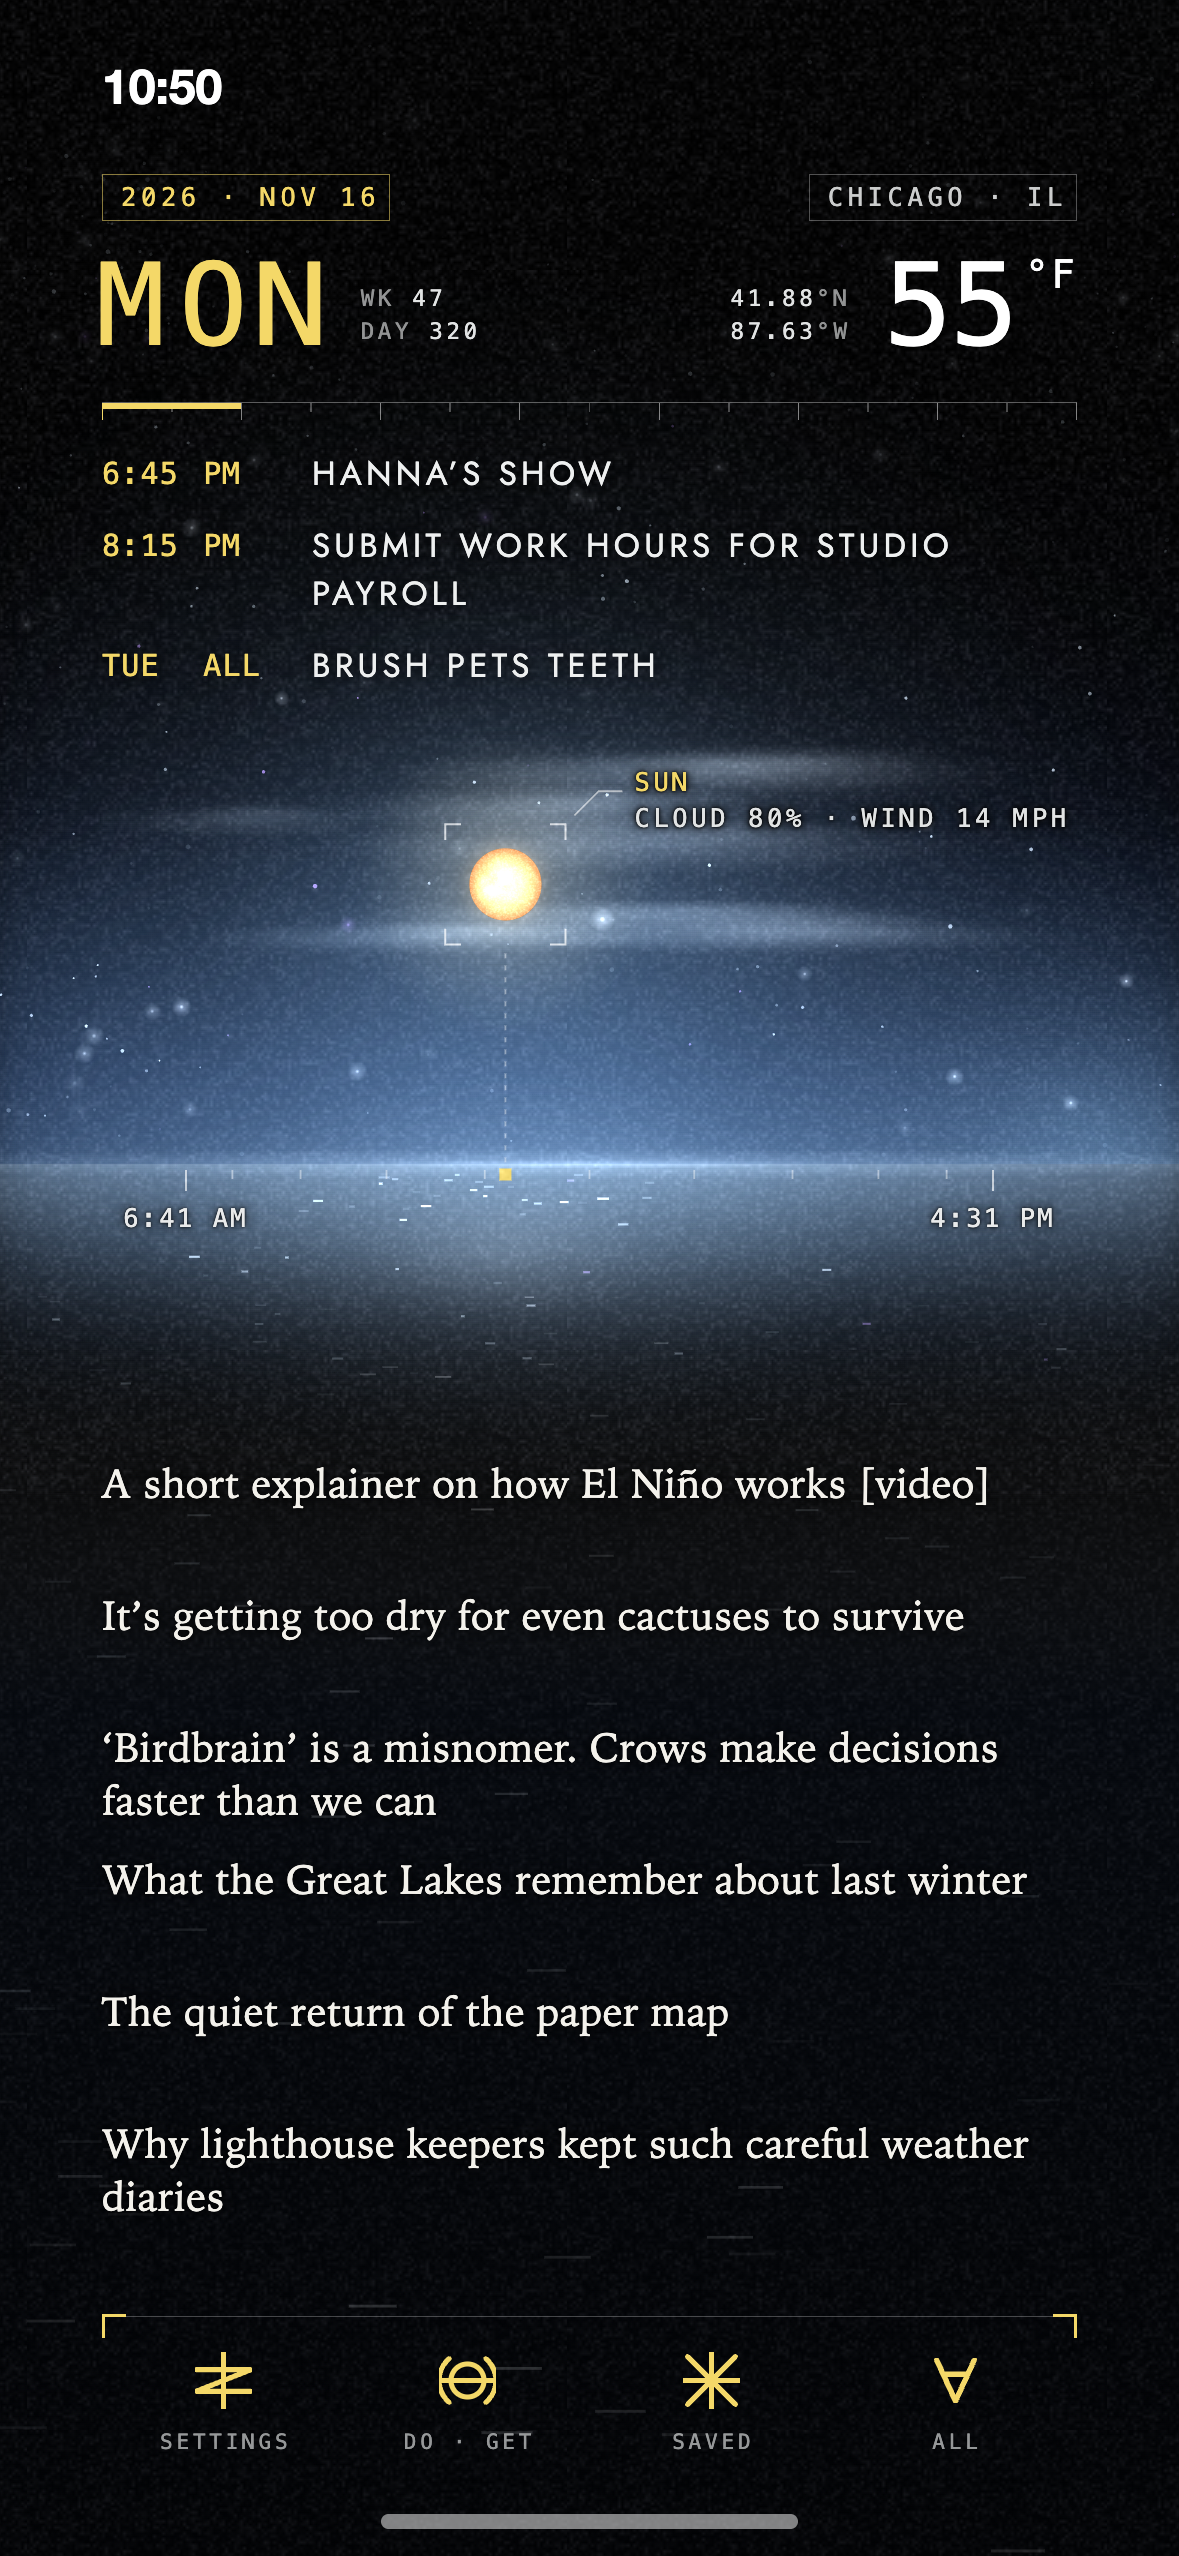 10:50
2026 · NOV 16
CHICAGO · IL
MON
WK 47
DAY 320
41.88°N
87.63°W
55 °F
6:45 PM HANNA’S SHOW
8:15 PM SUBMIT WORK HOURS FOR STUDIO
PAYROLL
TUE ALL BRUSH PETS TEETH
SUN
CLOUD 80% · WIND 14 MPH
6:41 AM
4:31 PM
A short explainer on how El Niño works [video]
It’s getting too dry for even cactuses to survive
‘Birdbrain’ is a misnomer. Crows make decisions
faster than we can
What the Great Lakes remember about last winter
The quiet return of the paper map
Why lighthouse keepers kept such careful weather
diaries
SETTINGS
DO · GET
SAVED
ALL